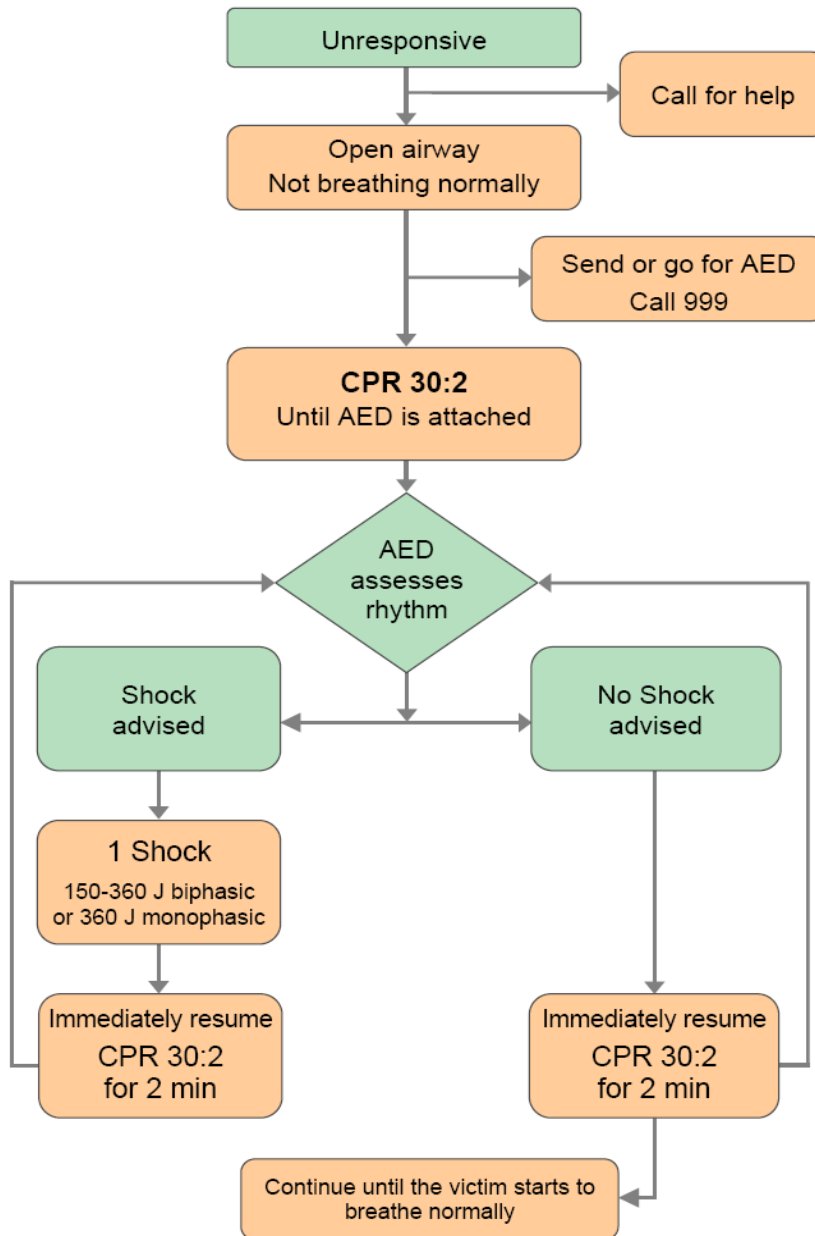 Unresponsive
Call for help
Open airway
Not breathing normally
Send or go for AED
Call 999
CPR 30:2
Until AED is attached
AED
assesses
rhythm
Shock
advised
No Shock
advised
1 Shock
150-360 J biphasic
or 360 J monophasic
Immediately resume
CPR 30:2
for 2 min
Immediately resume
CPR 30:2
for 2 min
Continue until the victim starts to
breathe normally